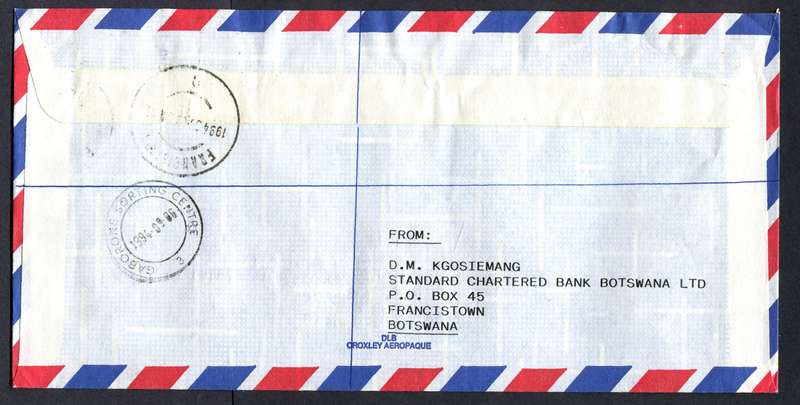 1994
GABORONE SORTING CENTRE
FROM:
D.M. KGOSIEMANG
STANDARD CHARTERED BANK BOTSWANA LTD
P.O. BOX 45
FRANCISTOWN
BOTSWANA
DLB
CROXLEY AEROPAQUE